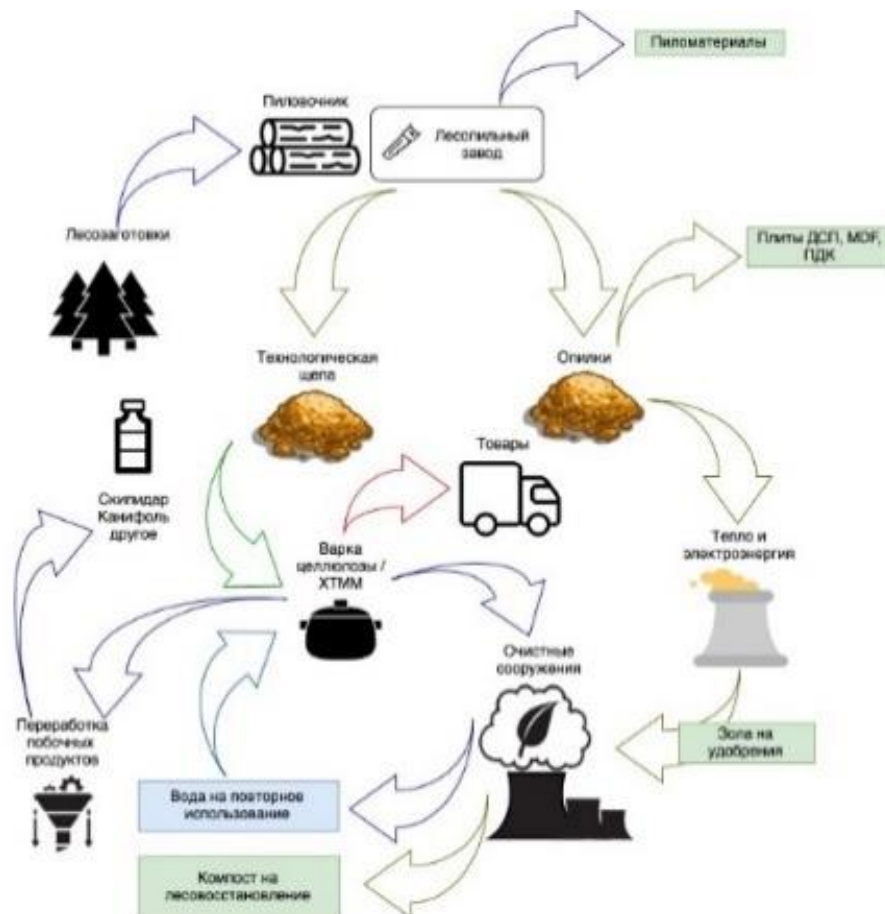 Пиломатериалы
Пиловочник
Лесопильный
завод
Лесозаготовки
Плиты ДСП, MDF,
ПДК
Технологическая
щепа
Опилки
Товары
Скипидар
Канифоль
другое
Варка
целлюлозы /
ХТММ
Тепло и
электроэнергия
Очистные
сооружения
Переработка
побочных
продуктов
Зола на
удобрения
Вода на повторное
использование
Компост на
лесовосстановление